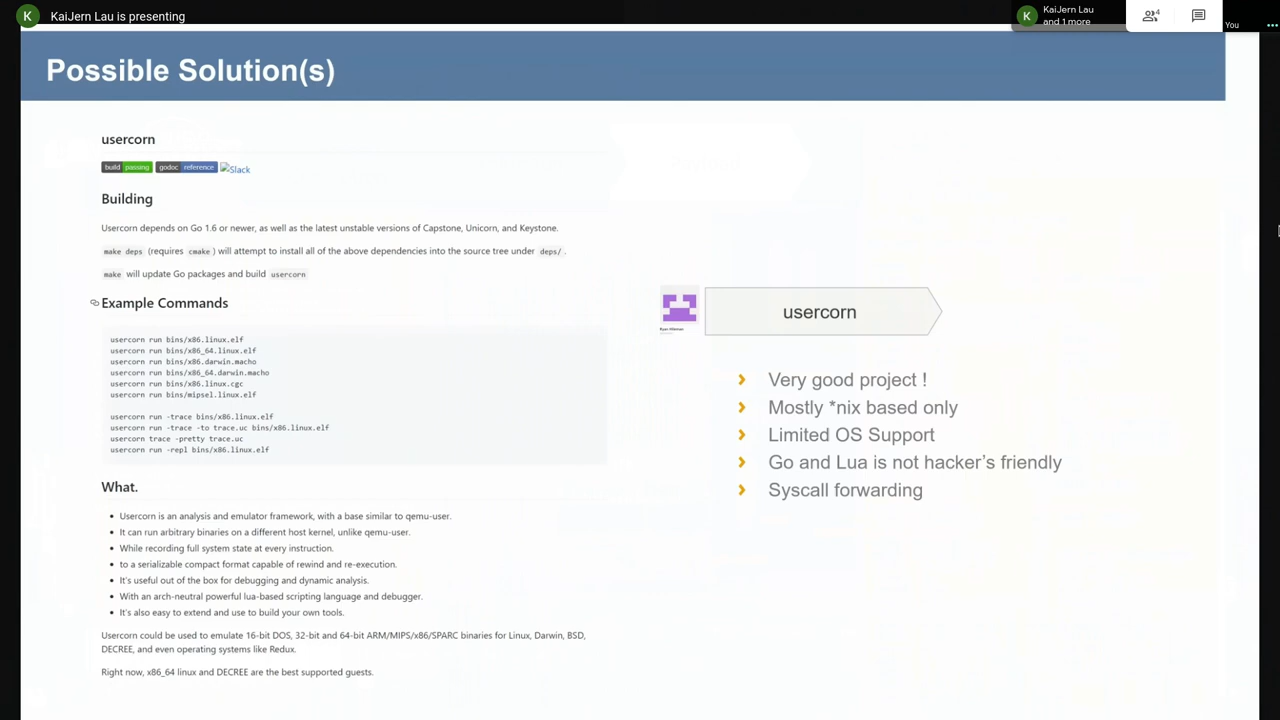 K KaiJern Lau is presenting
K KaiJern Lau
and 1 more
4
You
Possible Solution(s)
usercorn
build passing godoc reference Slack
Building
Usercorn depends on Go 1.6 or newer, as well as the latest unstable versions of Capstone, Unicorn, and Keystone.
make deps (requires cmake) will attempt to install all of the above dependencies into the source tree under deps/.
make will update Go packages and build usercorn
Example Commands
usercorn run bins/x86.linux.elf
usercorn run bins/x86_64.linux.elf
usercorn run bins/x86.darwin.macho
usercorn run bins/x86_64.darwin.macho
usercorn run bins/x86.linux.cgc
usercorn run bins/mipsel.linux.elf
usercorn run -trace bins/x86.linux.elf
usercorn run -trace -to trace.uc bins/x86.linux.elf
usercorn trace -pretty trace.uc
usercorn run -repl bins/x86.linux.elf
What.
• Usercorn is an analysis and emulator framework, with a base similar to qemu-user.
• It can run arbitrary binaries on a different host kernel, unlike qemu-user.
• While recording full system state at every instruction.
• to a serializable compact format capable of rewind and re-execution.
• It's useful out of the box for debugging and dynamic analysis.
• With an arch-neutral powerful lua-based scripting language and debugger.
• It's also easy to extend and use to build your own tools.
Usercorn could be used to emulate 16-bit DOS, 32-bit and 64-bit ARM/MIPS/x86/SPARC binaries for Linux, Darwin, BSD,
DECREE, and even operating systems like Redux.
Right now, x86_64 linux and DECREE are the best supported guests.
usercorn
Very good project !
Mostly *nix based only
Limited OS Support
Go and Lua is not hacker's friendly
Syscall forwarding